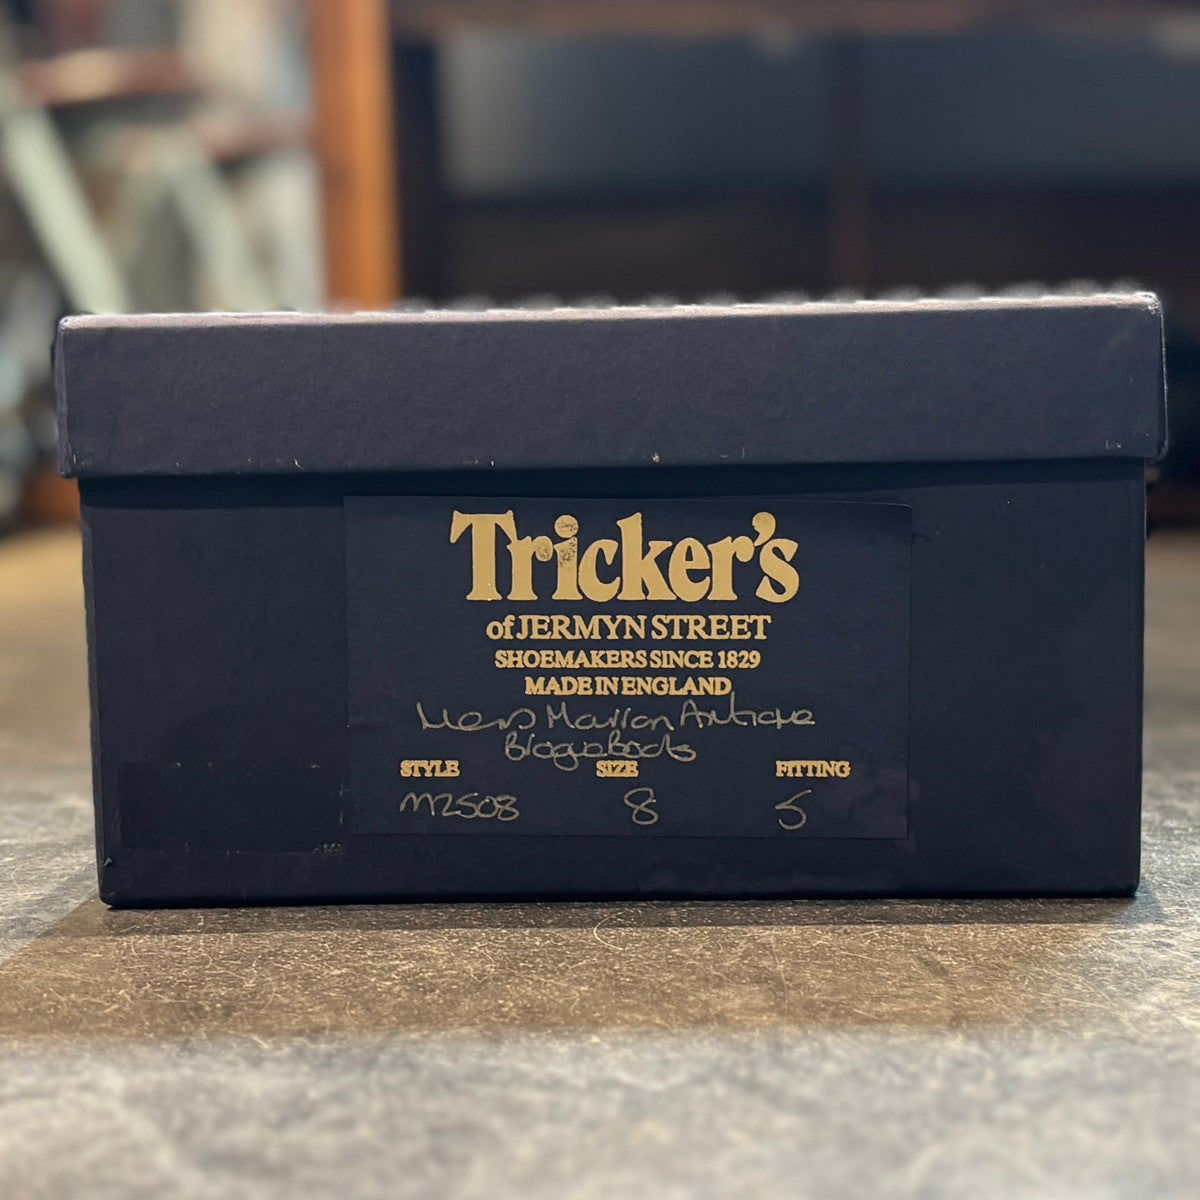 Tricker's
of JERMYN STREET
SHOEMAKERS SINCE 1829
MADE IN ENGLAND
Mens Marron Antique
Brogue Boots
STYLE SIZE FITTING
M2508 8 5